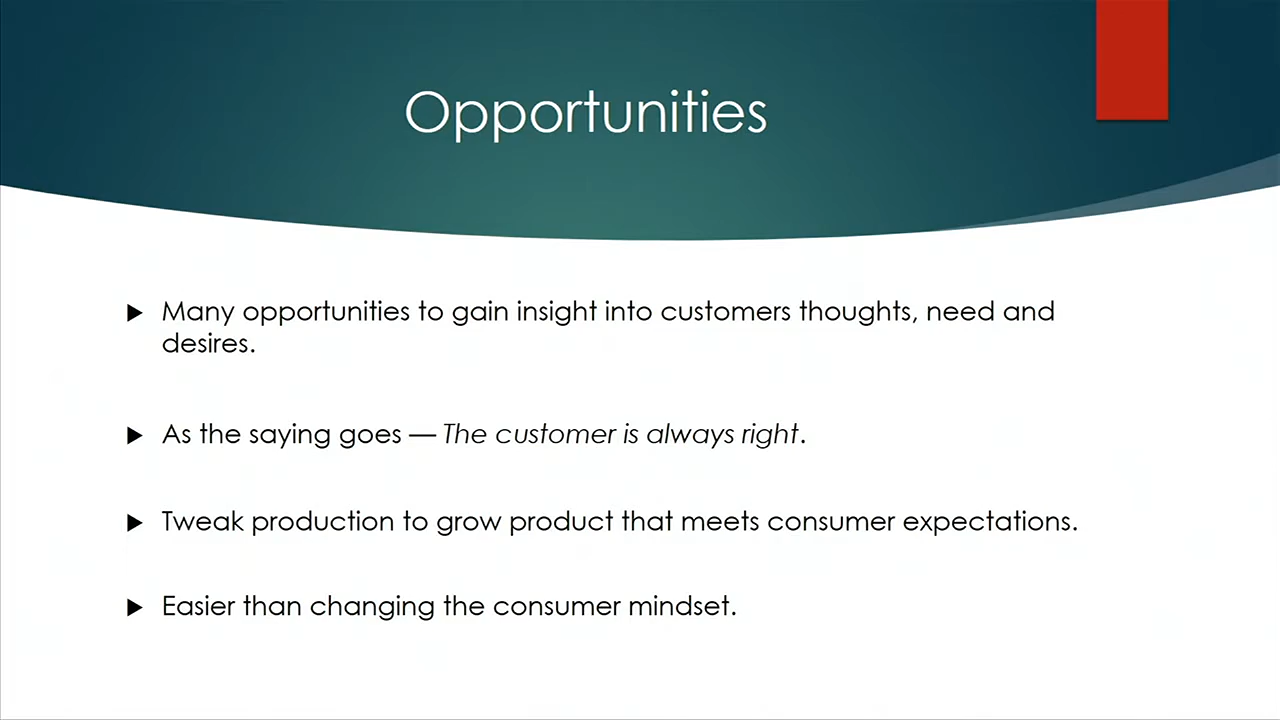 Opportunities
Many opportunities to gain insight into customers thoughts, need and
desires.
As the saying goes — The customer is always right.
Tweak production to grow product that meets consumer expectations.
Easier than changing the consumer mindset.